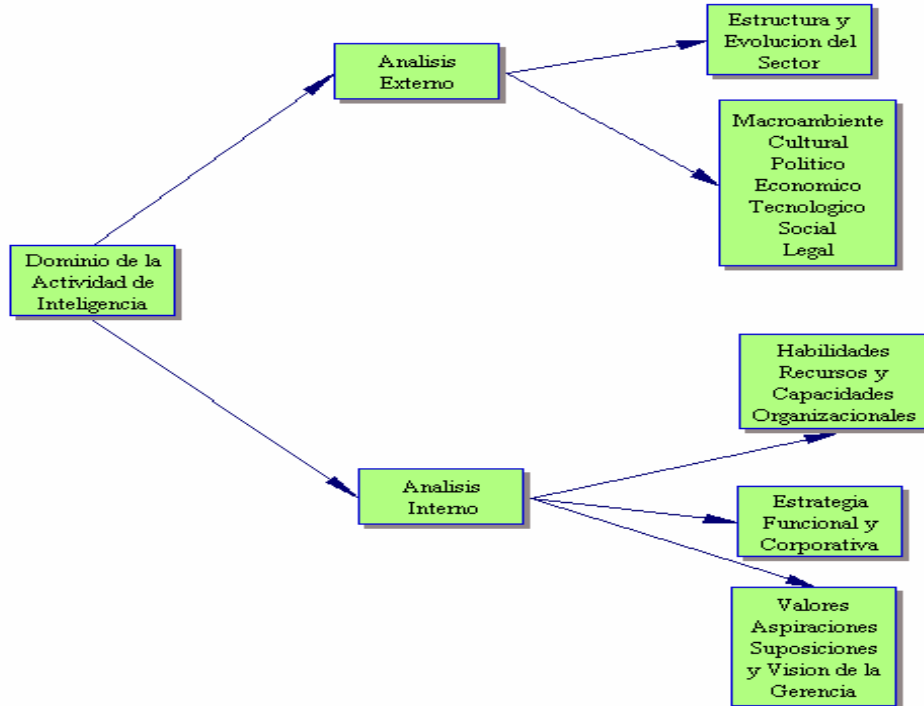 Estructura y
Evolucion del
Sector
Analisis
Externo
Macroambiente
Cultural
Politico
Economico
Tecnologico
Social
Legal
Dominio de la
Actividad de
Inteligencia
Habilidades
Recursos y
Capacidades
Organizacionales
Analisis
Interno
Estrategia
Funcional y
Corporativa
Valores
Aspiraciones
Suposiciones
y Vision de la
Gerencia